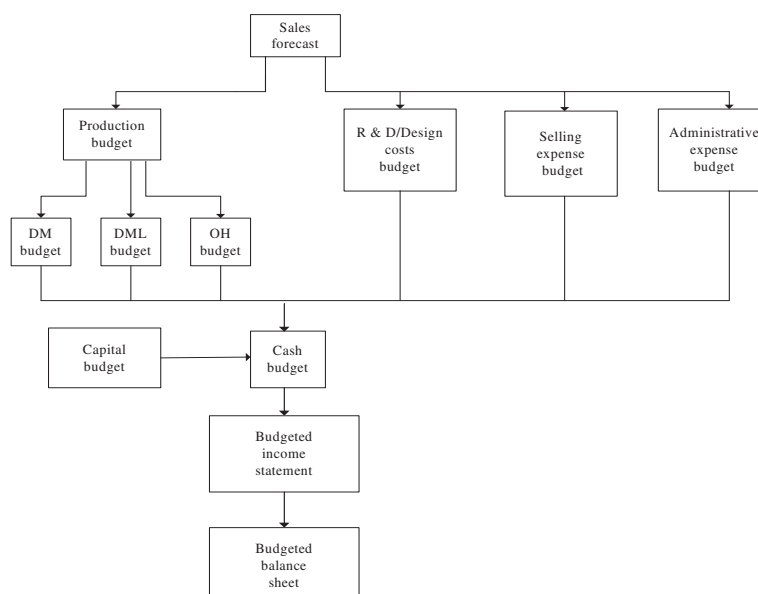 Sales
forecast
Production
budget
R & D/Design
costs
budget
Selling
expense
budget
Administrative
expense
budget
DM
budget
DML
budget
OH
budget
Capital
budget
Cash
budget
Budgeted
income
statement
Budgeted
balance
sheet